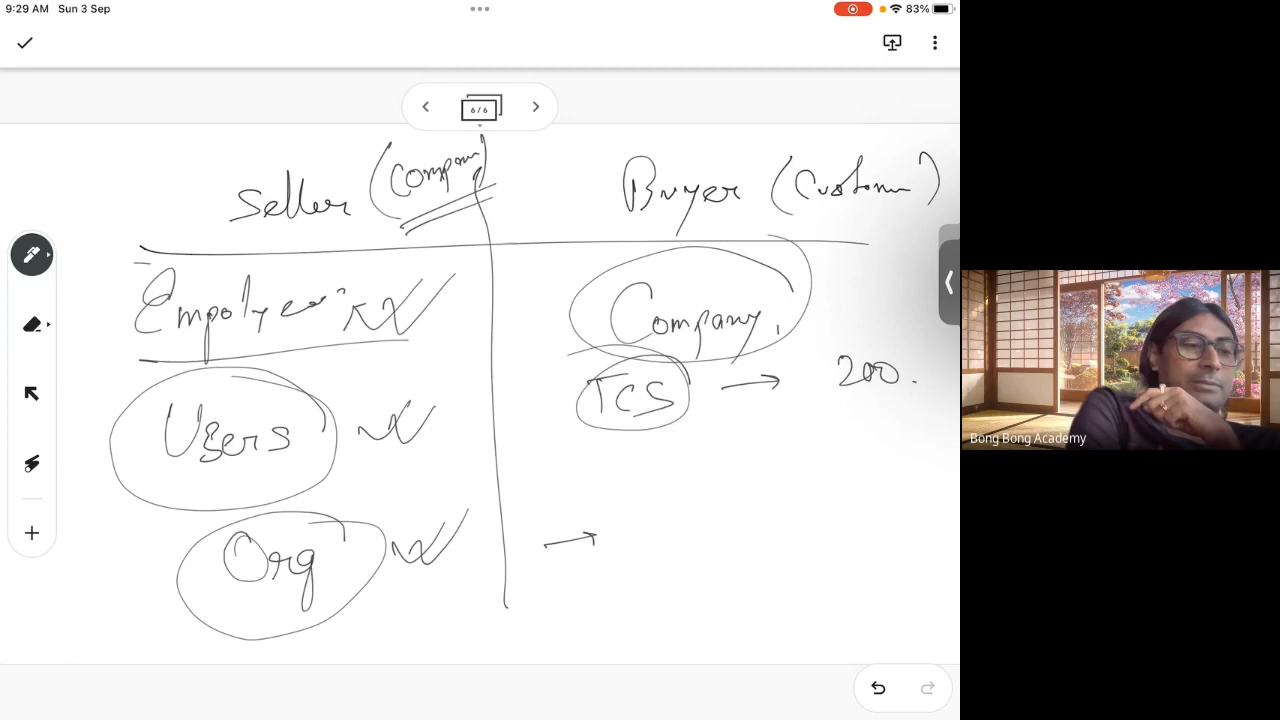 9:29 AM Sun 3 Sep
83%
6/6
Seller (Company)
Buyer (Customer)
Empolyees
Company.
TCS → 200.
Users
Org →
Bong Bong Academy